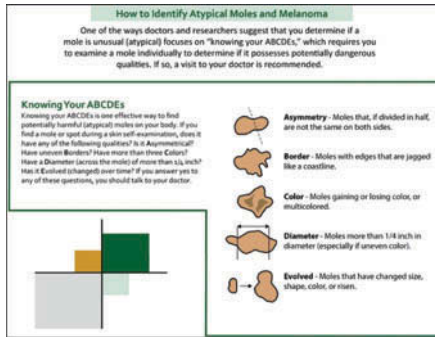 How to Identify Atypical Moles and Melanoma
One of the ways doctors and researchers suggest that you determine if a
mole is unusual (atypical) focuses on "knowing your ABCDEs," which requires you
to examine a mole individually to determine if it possesses potentially dangerous
qualities. If so, a visit to your doctor is recommended.
Knowing Your ABCDEs
Knowing your ABCDEs is one effective way to find
potentially harmful (atypical) moles on your body. If you
find a mole or spot during a skin self-examination, does it
have any of the following qualities? Is it Asymmetrical?
Have uneven Borders? Have more than three Colors?
Have a Diameter (across the mole) of more than 1/4 inch?
Has it Evolved (changed) over time? If you answer yes to
any of these questions, you should talk to your doctor.
Asymmetry - Moles that, if divided in half,
are not the same on both sides.
Border - Moles with edges that are jagged
like a coastline.
Color - Moles gaining or losing color, or
multicolored.
Diameter - Moles more than 1/4 inch in
diameter (especially if uneven color).
Evolved - Moles that have changed size,
shape, color, or risen.